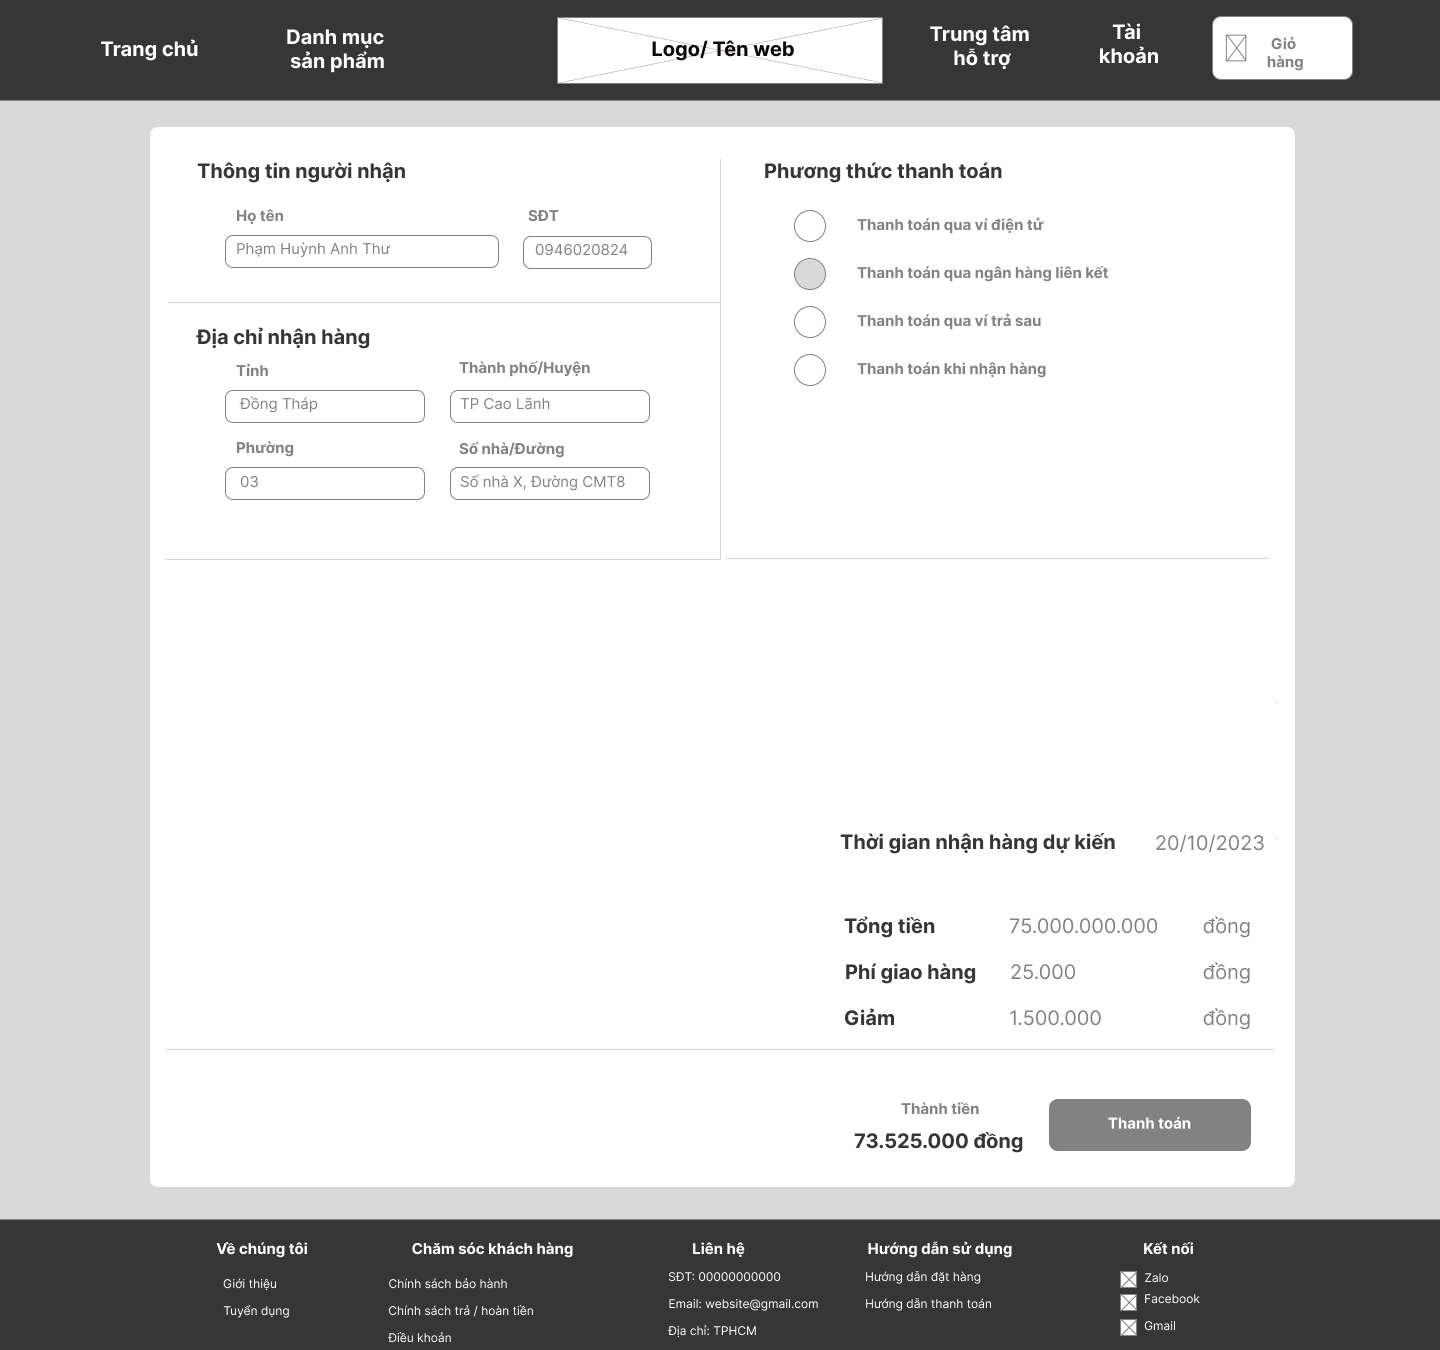 Trang chủ
Danh mục
sản phẩm
Logo/ Tên web
Trung tâm
hỗ trợ
Tài
khoản
Giỏ
hàng
Thông tin người nhận
Họ tên
SĐT
Phạm Huỳnh Anh Thư
0946020824
Địa chỉ nhận hàng
Tỉnh
Thành phố/Huyện
Đồng Tháp
TP Cao Lãnh
Phường
Số nhà/Đường
03
Số nhà X, Đường CMT8
Phương thức thanh toán
Thanh toán qua ví điện tử
Thanh toán qua ngân hàng liên kết
Thanh toán qua ví trả sau
Thanh toán khi nhận hàng
Thời gian nhận hàng dự kiến 20/10/2023
Tổng tiền 75.000.000.000 đồng
Phí giao hàng 25.000 đồng
Giảm 1.500.000 đồng
Thành tiền
73.525.000 đồng
Thanh toán
Về chúng tôi
Giới thiệu
Tuyển dụng
Chăm sóc khách hàng
Chính sách bảo hành
Chính sách trả / hoàn tiền
Điều khoản
Liên hệ
SĐT: 00000000000
Email: website@gmail.com
Địa chỉ: TPHCM
Hướng dẫn sử dụng
Hướng dẫn đặt hàng
Hướng dẫn thanh toán
Kết nối
Zalo
Facebook
Gmail